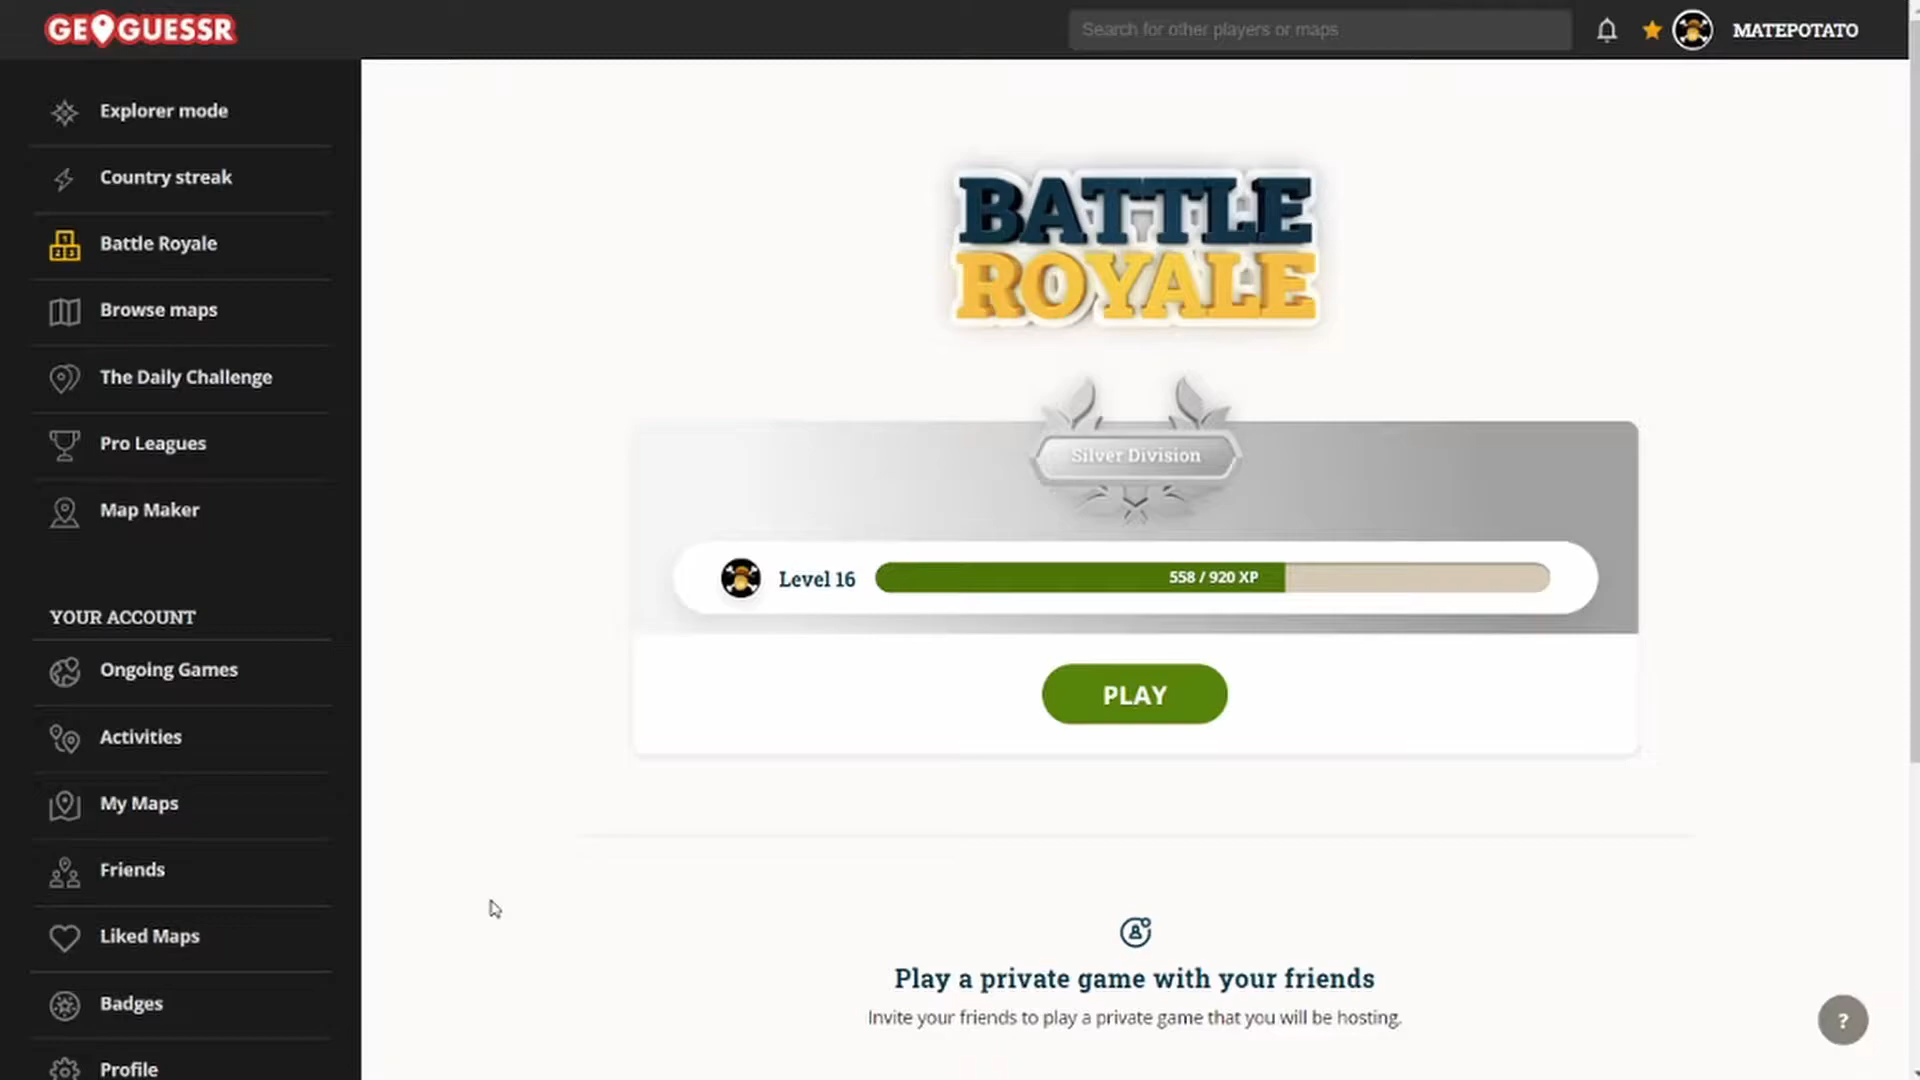 GEOGUESSR
Search for other players or maps
MATEPOTATO
Explorer mode
Country streak
Battle Royale
Browse maps
The Daily Challenge
Pro Leagues
Map Maker
YOUR ACCOUNT
Ongoing Games
Activities
My Maps
Friends
Liked Maps
Badges
Profile
BATTLE
ROYALE
Silver Division
Level 16
558 / 920 XP
PLAY
Play a private game with your friends
Invite your friends to play a private game that you will be hosting.
?